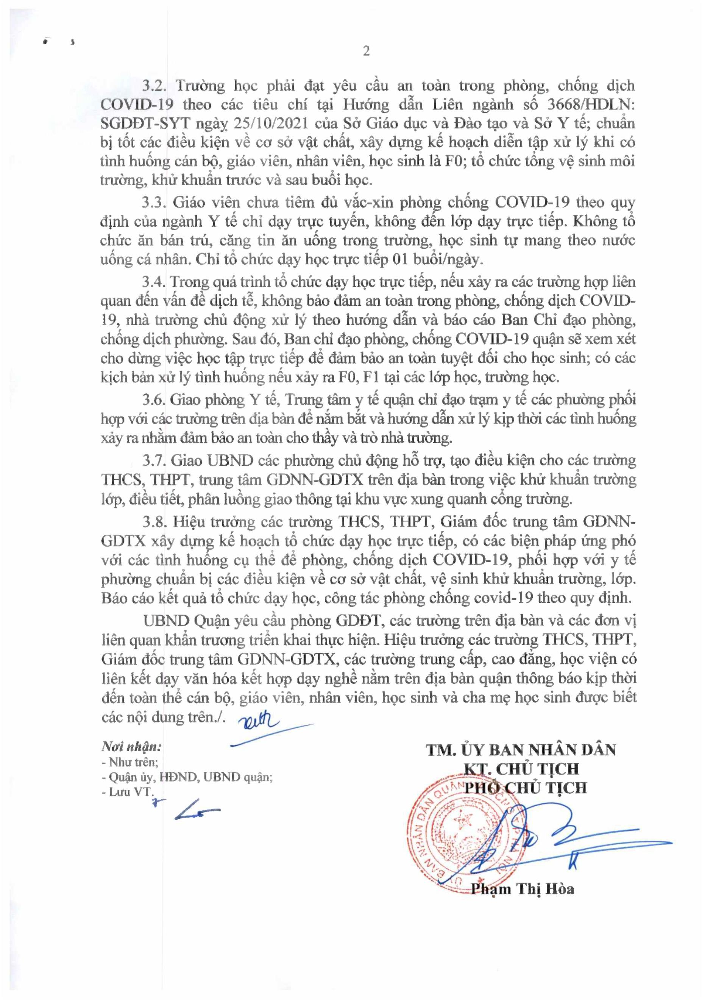 2
3.2. Trường học phải đạt yêu cầu an toàn trong phòng, chống dịch
COVID-19 theo các tiêu chí tại Hướng dẫn Liên ngành số 3668/HDLN:
SGDĐT-SYT ngày 25/10/2021 của Sở Giáo dục và Đào tạo và Sở Y tế; chuẩn
bị tốt các điều kiện về cơ sở vật chất, xây dựng kế hoạch diễn tập xử lý khi có
tình huống cán bộ, giáo viên, nhân viên, học sinh là F0; tổ chức tổng vệ sinh môi
trường, khử khuẩn trước và sau buổi học.
3.3. Giáo viên chưa tiêm đủ vắc-xin phòng chống COVID-19 theo quy
định của ngành Y tế chỉ dạy trực tuyến, không đến lớp dạy trực tiếp. Không tổ
chức ăn bán trú, căng tin ăn uống trong trường, học sinh tự mang theo nước
uống cá nhân. Chỉ tổ chức dạy học trực tiếp 01 buổi/ngày.
3.4. Trong quá trình tổ chức dạy học trực tiếp, nếu xảy ra các trường hợp liên
quan đến vấn đề dịch tễ, không bảo đảm an toàn trong phòng, chống dịch COVID-
19, nhà trường chủ động xử lý theo hướng dẫn và báo cáo Ban Chỉ đạo phòng,
chống dịch phường. Sau đó, Ban chỉ đạo phòng, chống COVID-19 quận sẽ xem xét
cho dừng việc học tập trực tiếp để đảm bảo an toàn tuyệt đối cho học sinh; có các
kịch bản xử lý tình huống nếu xảy ra F0, F1 tại các lớp học, trường học.
3.6. Giao phòng Y tế, Trung tâm y tế quận chỉ đạo trạm y tế các phường phối
hợp với các trường trên địa bàn để nắm bắt và hướng dẫn xử lý kịp thời các tình huống
xảy ra nhằm đảm bảo an toàn cho thầy và trò nhà trường.
3.7. Giao UBND các phường chủ động hỗ trợ, tạo điều kiện cho các trường
THCS, THPT, trung tâm GDNN-GDTX trên địa bàn trong việc khử khuẩn trường
lớp, điều tiết, phân luồng giao thông tại khu vực xung quanh cổng trường.
3.8. Hiệu trưởng các trường THCS, THPT, Giám đốc trung tâm GDNN-
GDTX xây dựng kế hoạch tổ chức dạy học trực tiếp, có các biện pháp ứng phó
với các tình huống cụ thể để phòng, chống dịch COVID-19, phối hợp với y tế
phường chuẩn bị các điều kiện về cơ sở vật chất, vệ sinh khử khuẩn trường, lớp.
Báo cáo kết quả tổ chức dạy học, công tác phòng chống covid-19 theo quy định.
UBND Quận yêu cầu phòng GDĐT, các trường trên địa bàn và các đơn vị
liên quan khẩn trương triển khai thực hiện. Hiệu trưởng các trường THCS, THPT,
Giám đốc trung tâm GDNN-GDTX, các trường trung cấp, cao đẳng, học viện có
liên kết dạy văn hóa kết hợp dạy nghề nằm trên địa bàn quận thông báo kịp thời
đến toàn thể cán bộ, giáo viên, nhân viên, học sinh và cha mẹ học sinh được biết
các nội dung trên./.
Nơi nhận:
- Như trên;
- Quận ủy, HĐND, UBND quận;
- Lưu VT.
TM. ỦY BAN NHÂN DÂN
KT. CHỦ TỊCH
PHÓ CHỦ TỊCH
ỦY BAN NHÂN DÂN QUẬN HÀ ĐÔNG T.P HÀ NỘI
Phạm Thị Hòa